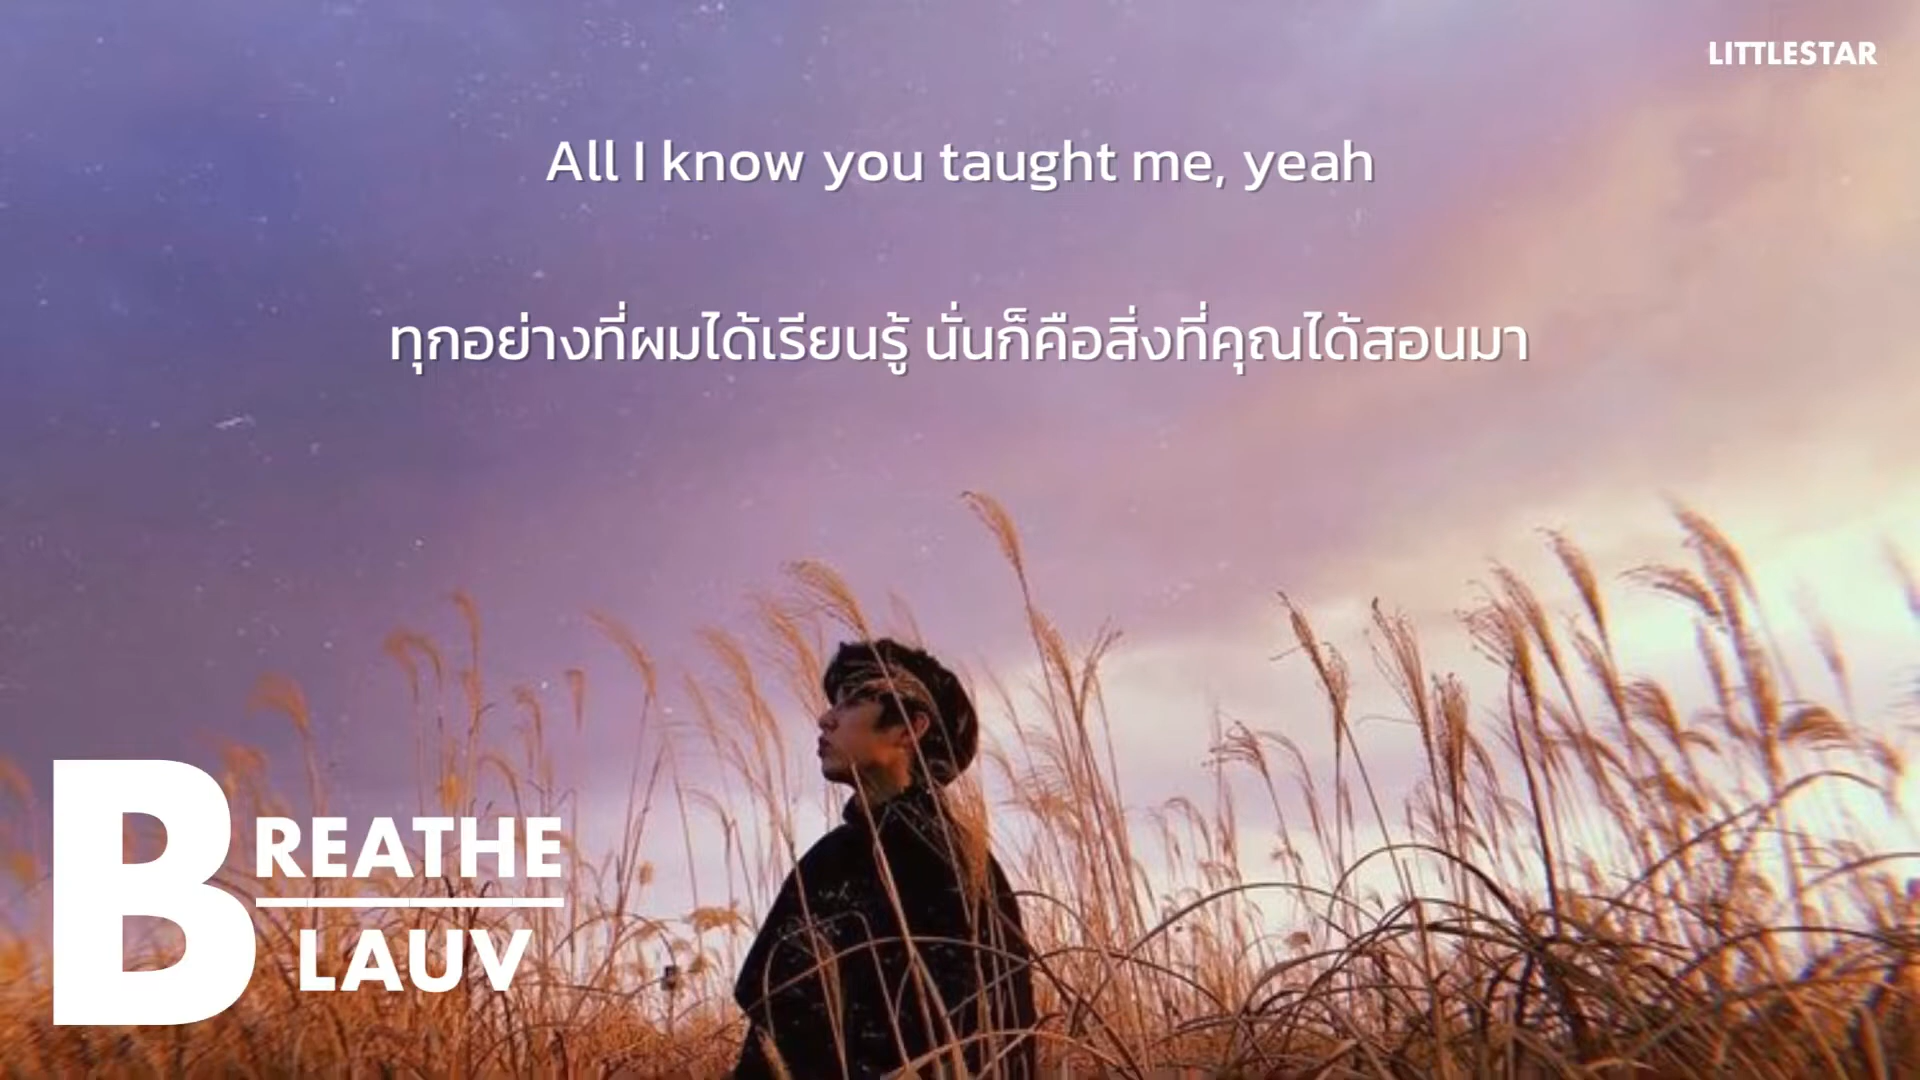 LITTLESTAR
All I know you taught me, yeah
ทุกอย่างที่ผมได้เรียนรู้ นั่นก็คือสิ่งที่คุณได้สอนมา
BREATHE
LAUV